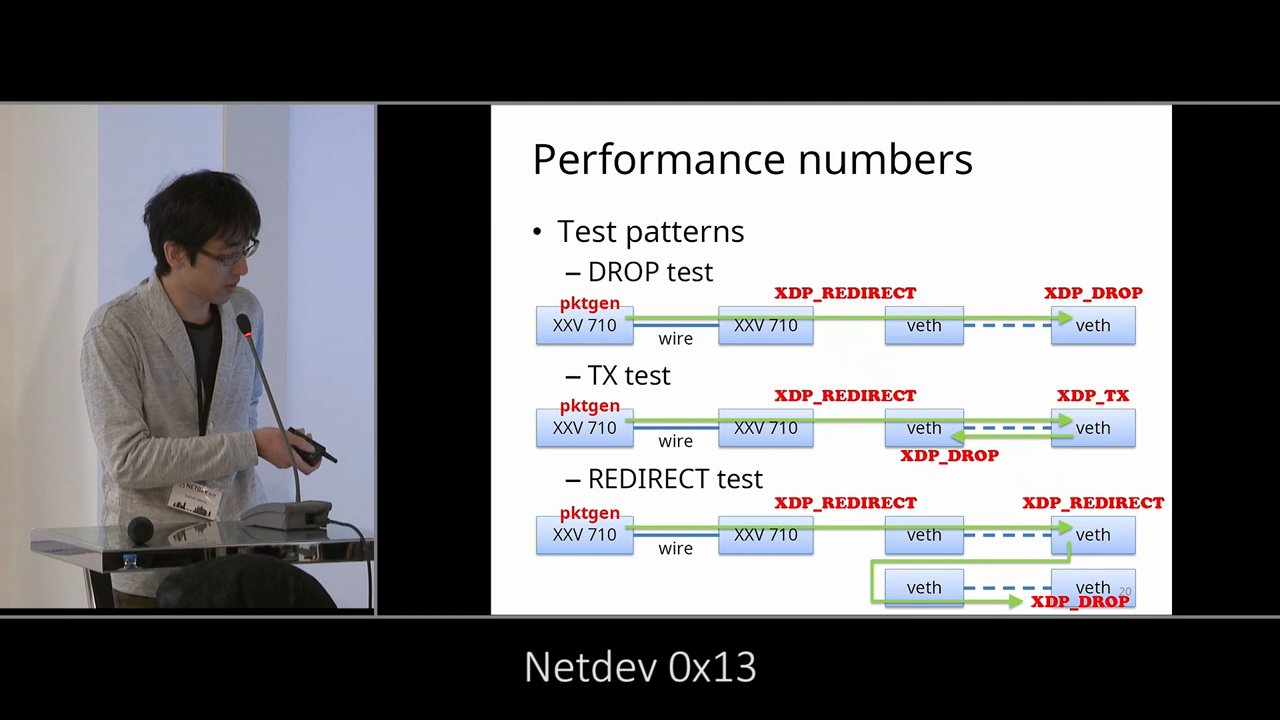 Performance numbers
• Test patterns
– DROP test
pktgen XDP_REDIRECT XDP_DROP
XXV 710 XXV 710 veth veth
wire
– TX test
pktgen XDP_REDIRECT XDP_TX
XXV 710 XXV 710 veth veth
wire XDP_DROP
– REDIRECT test
pktgen XDP_REDIRECT XDP_REDIRECT
XXV 710 XXV 710 veth veth
wire
veth veth 20
XDP_DROP
NETDEV
Netdev 0x13